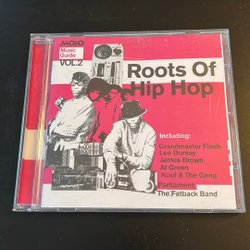 MOJO
Music
Guide
VOL.2
Roots Of
Hip Hop
Including:
Grandmaster Flash
Lee Dorsey
James Brown
Al Green
Kool & The Gang
Parliament
The Fatback Band